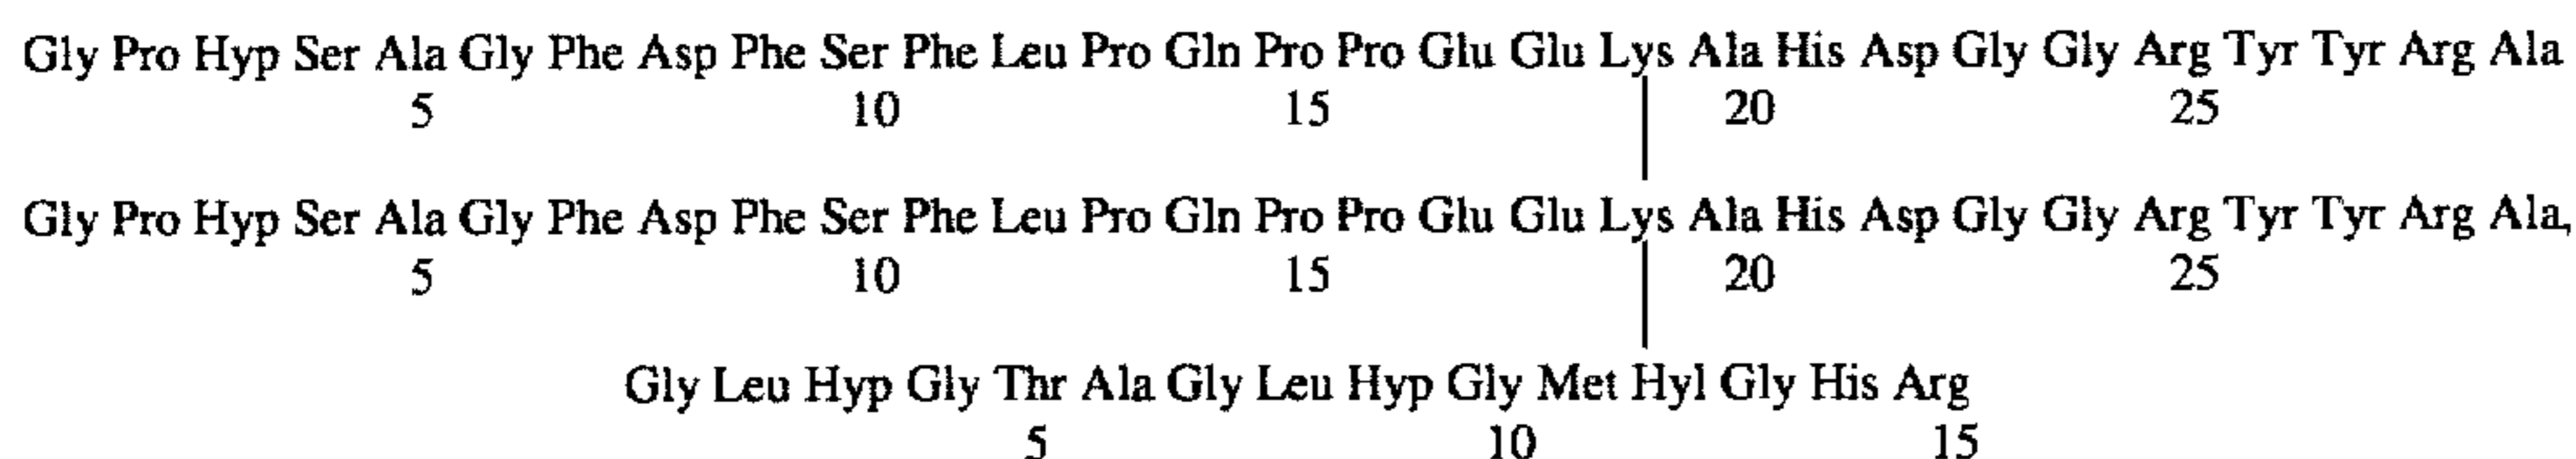 Gly Pro Hyp Ser Ala Gly Phe Asp Phe Ser Phe Leu Pro Gln Pro Pro Glu Glu Lys Ala His Asp Gly Gly Arg Tyr Tyr Arg Ala
5 10 15 20 25
Gly Pro Hyp Ser Ala Gly Phe Asp Phe Ser Phe Leu Pro Gln Pro Pro Glu Glu Lys Ala His Asp Gly Gly Arg Tyr Tyr Arg Ala,
5 10 15 20 25
Gly Leu Hyp Gly Thr Ala Gly Leu Hyp Gly Met Hyl Gly His Arg
5 10 15